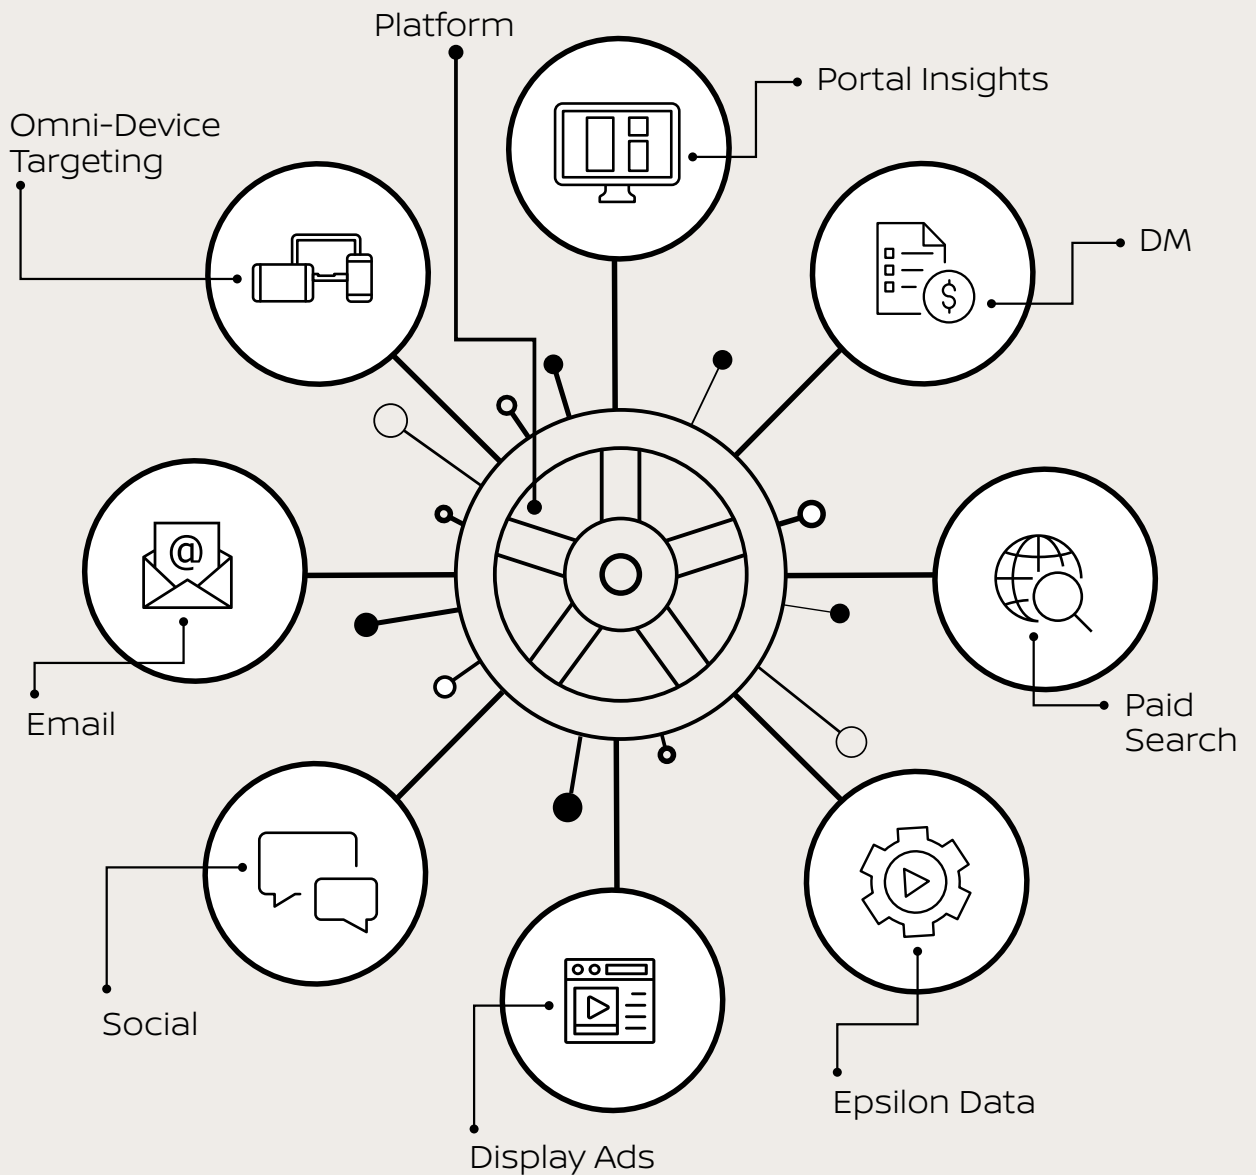 Platform
Portal Insights
Omni-Device
Targeting
DM
@
$
Email
Paid
Search
Social
Epsilon Data
Display Ads